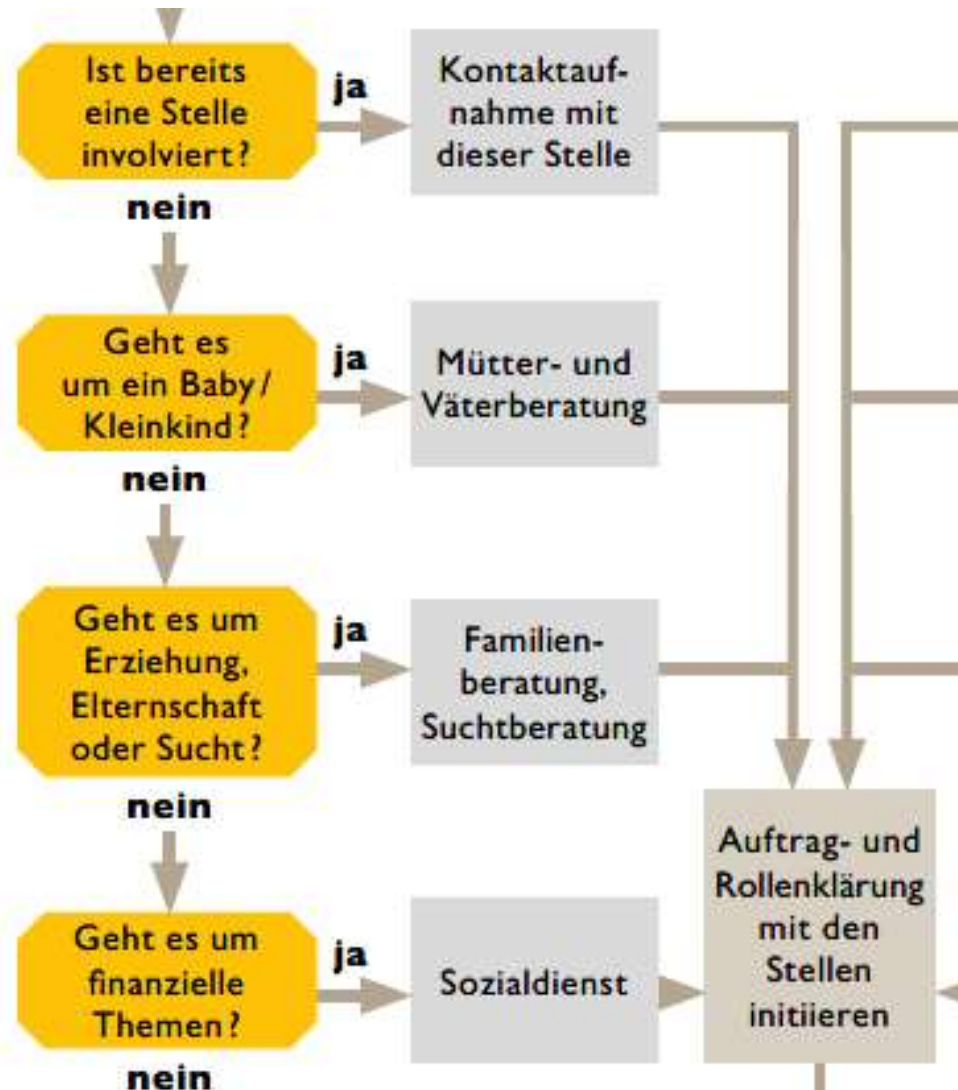 Ist bereits
eine Stelle
involviert?
ja
Kontaktauf-
nahme mit
dieser Stelle
nein
Geht es
um ein Baby/
Kleinkind?
ja
Mütter- und
Väterberatung
nein
Geht es um
Erziehung,
Elternschaft
oder Sucht?
ja
Familien-
beratung,
Suchtberatung
nein
Geht es um
finanzielle
Themen?
ja
Sozialdienst
Auftrag- und
Rollenklärung
mit den
Stellen
initiieren
nein